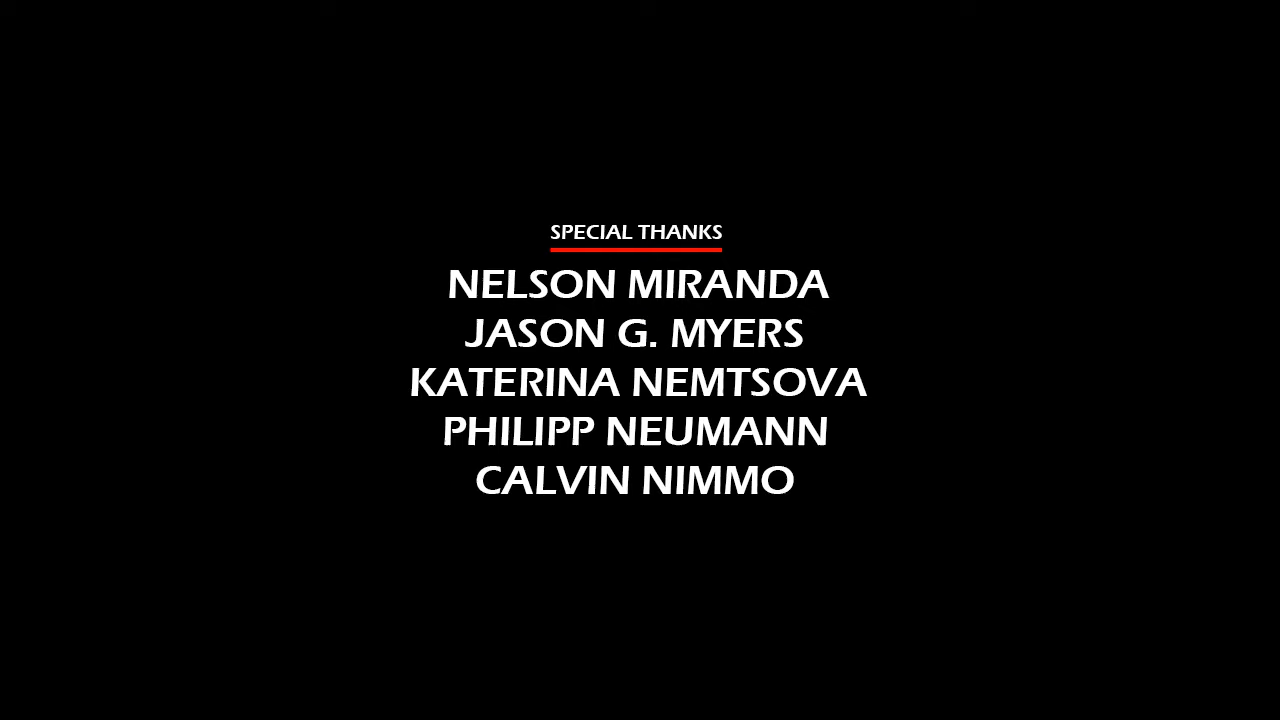 SPECIAL THANKS
NELSON MIRANDA
JASON G. MYERS
KATERINA NEMTSOVA
PHILIPP NEUMANN
CALVIN NIMMO